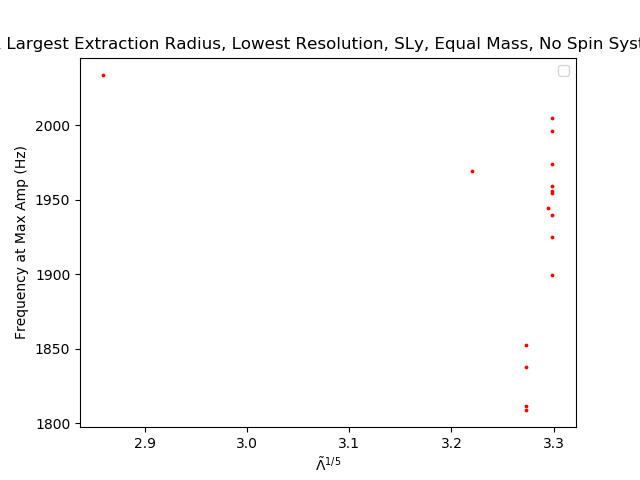 Largest Extraction Radius, Lowest Resolution, SLy, Equal Mass, No Spin
Frequency at Max Amp (Hz)
2000
1950
1900
1850
1800
2.9 3.0 3.1 3.2 3.3
Λ̃^{1/5}